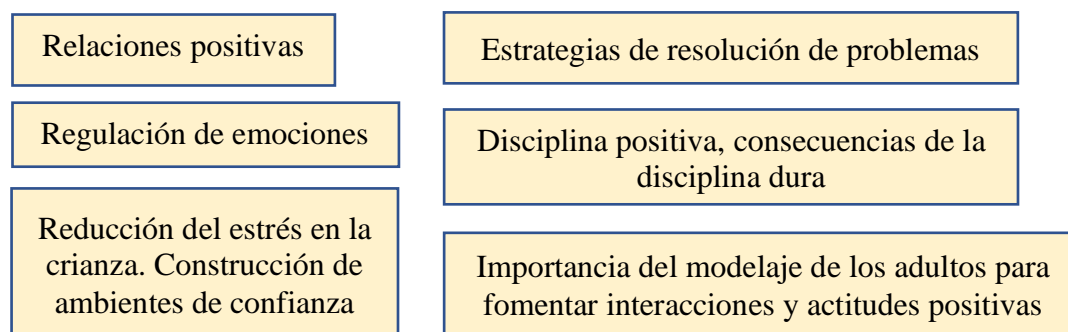 Relaciones positivas
Regulación de emociones
Reducción del estrés en la
crianza. Construcción de
ambientes de confianza
Estrategias de resolución de problemas
Disciplina positiva, consecuencias de la
disciplina dura
Importancia del modelaje de los adultos para
fomentar interacciones y actitudes positivas